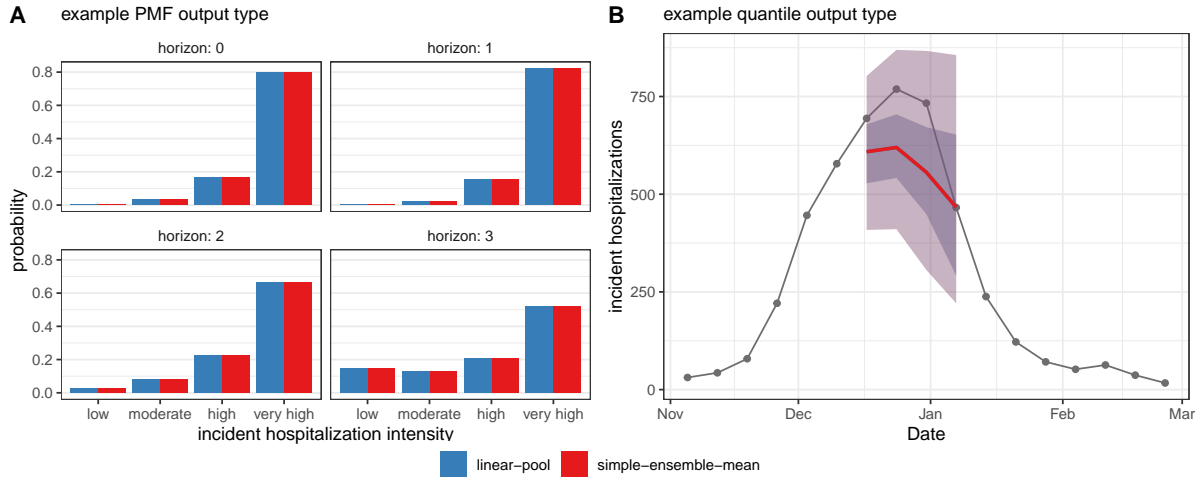 A
example PMF output type
horizon: 0
horizon: 1
0.8
0.6
0.4
0.2
0.0
horizon: 2
horizon: 3
0.8
0.6
0.4
0.2
0.0
probability
low moderate high very high
low moderate high very high
incident hospitalization intensity
B
example quantile output type
750
500
250
0
incident hospitalizations
Nov Dec Jan Feb Mar
Date
linear−pool
simple−ensemble−mean